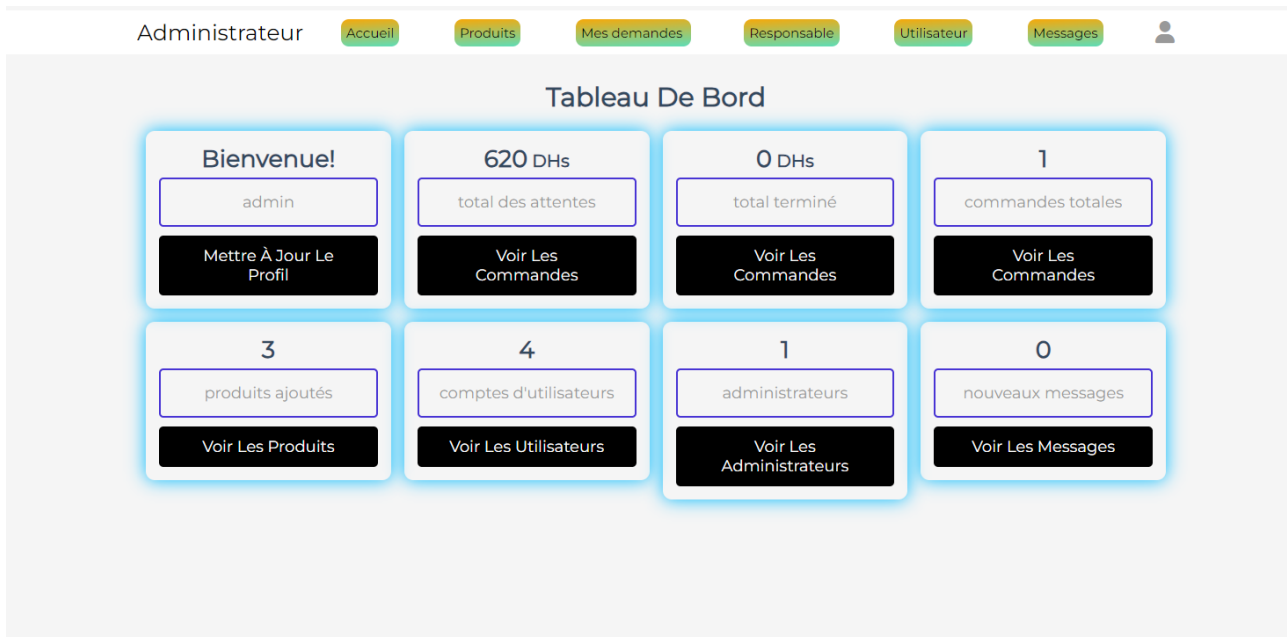 Administrateur Accueil Produits Mes demandes Responsable Utilisateur Messages
Tableau De Bord
Bienvenue!
admin
Mettre À Jour Le
Profil
620 DHs
total des attentes
Voir Les
Commandes
0 DHs
total terminé
Voir Les
Commandes
1
commandes totales
Voir Les
Commandes
3
produits ajoutés
Voir Les Produits
4
comptes d'utilisateurs
Voir Les Utilisateurs
1
administrateurs
Voir Les
Administrateurs
0
nouveaux messages
Voir Les Messages